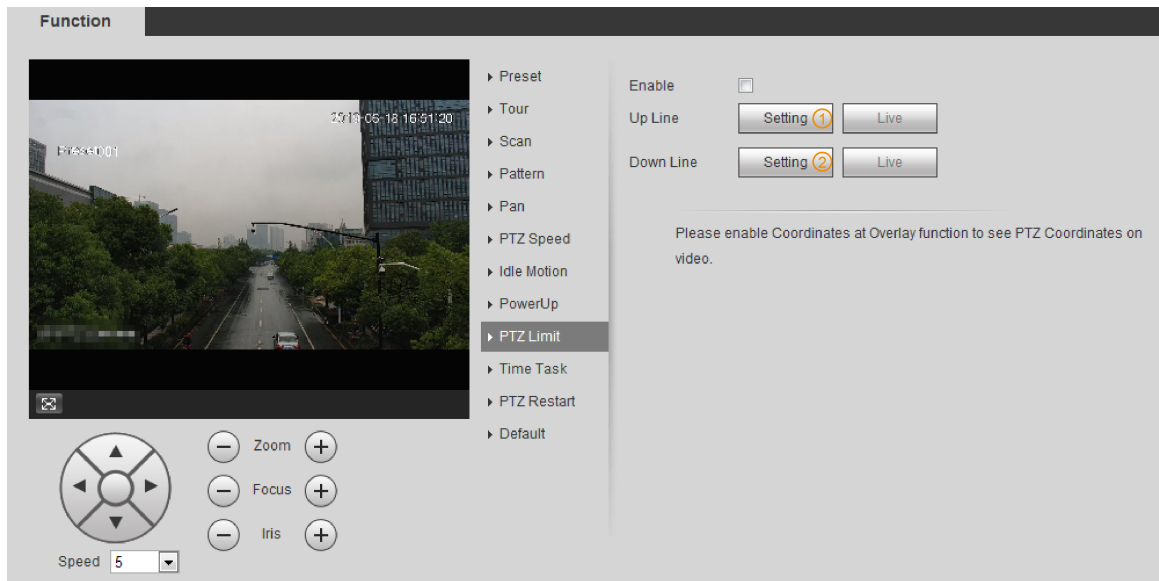 Function
2013-05-18 16:51:20
Preset001
Preset
Tour
Scan
Pattern
Pan
PTZ Speed
Idle Motion
PowerUp
PTZ Limit
Time Task
PTZ Restart
Default
Enable
Up Line Setting 1 Live
Down Line Setting 2 Live
Please enable Coordinates at Overlay function to see PTZ Coordinates on
video.
Zoom
Focus
Iris
Speed 5